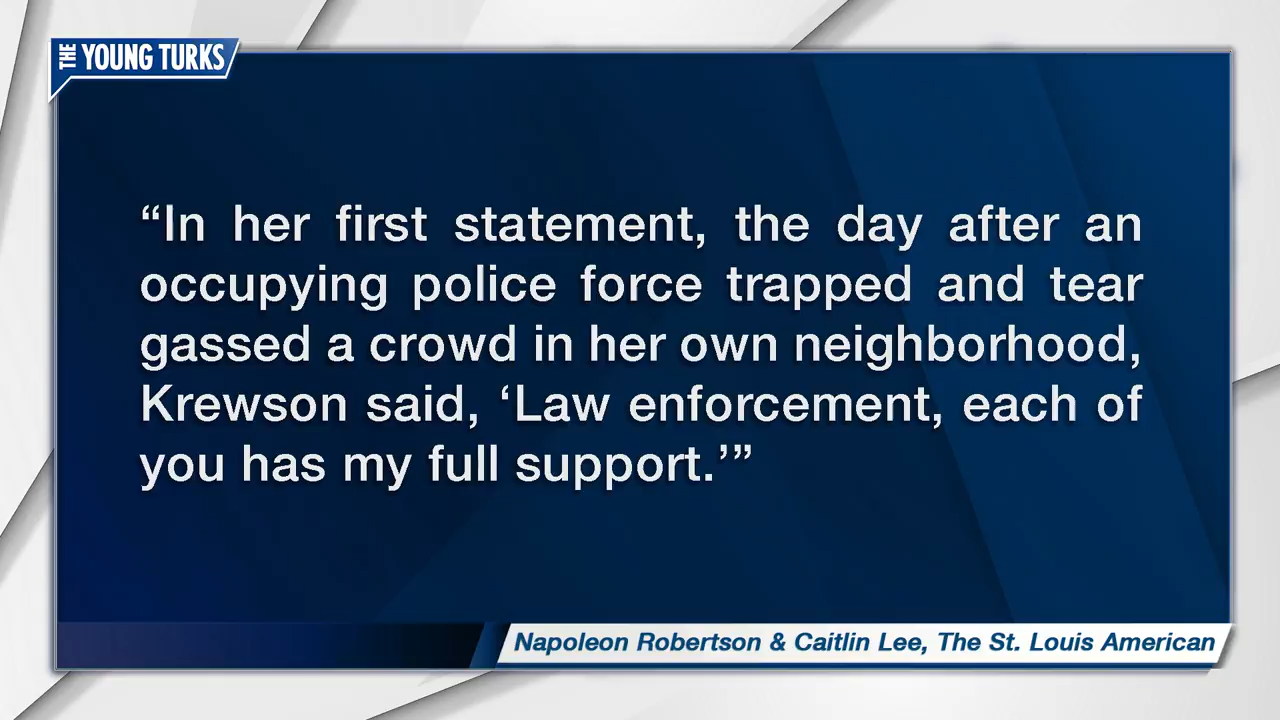 THE YOUNG TURKS
“In her first statement, the day after an
occupying police force trapped and tear
gassed a crowd in her own neighborhood,
Krewson said, ‘Law enforcement, each of
you has my full support.’”
Napoleon Robertson & Caitlin Lee, The St. Louis American